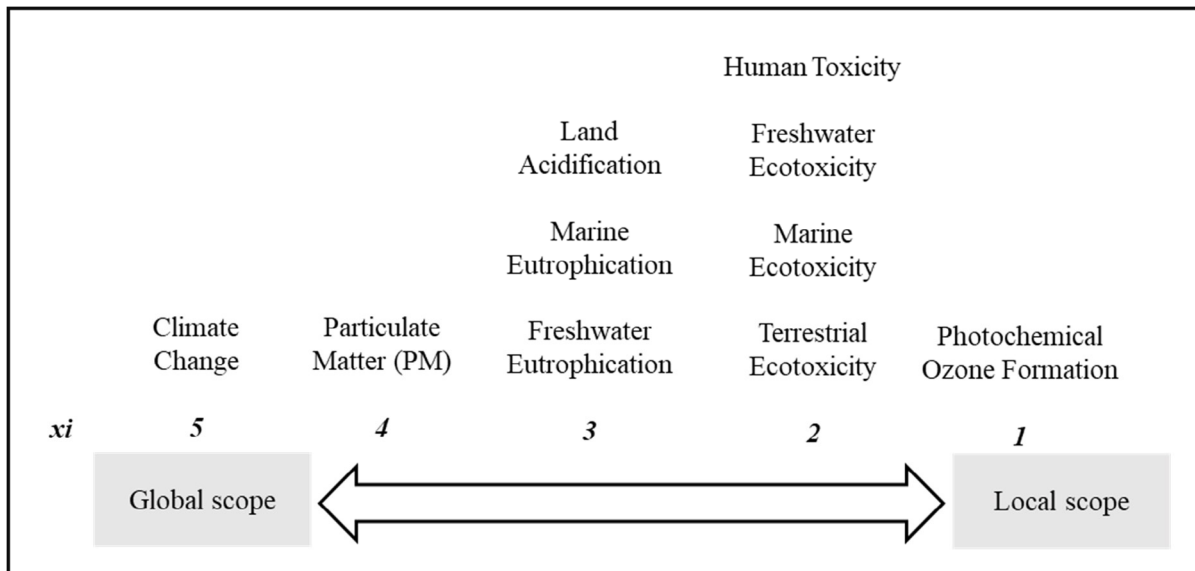 Human Toxicity
Land
Acidification
Freshwater
Ecotoxicity
Marine
Eutrophication
Marine
Ecotoxicity
Climate
Change
Particulate
Matter (PM)
Freshwater
Eutrophication
Terrestrial
Ecotoxicity
Photochemical
Ozone Formation
xi 5 4 3 2 1
Global scope
Local scope